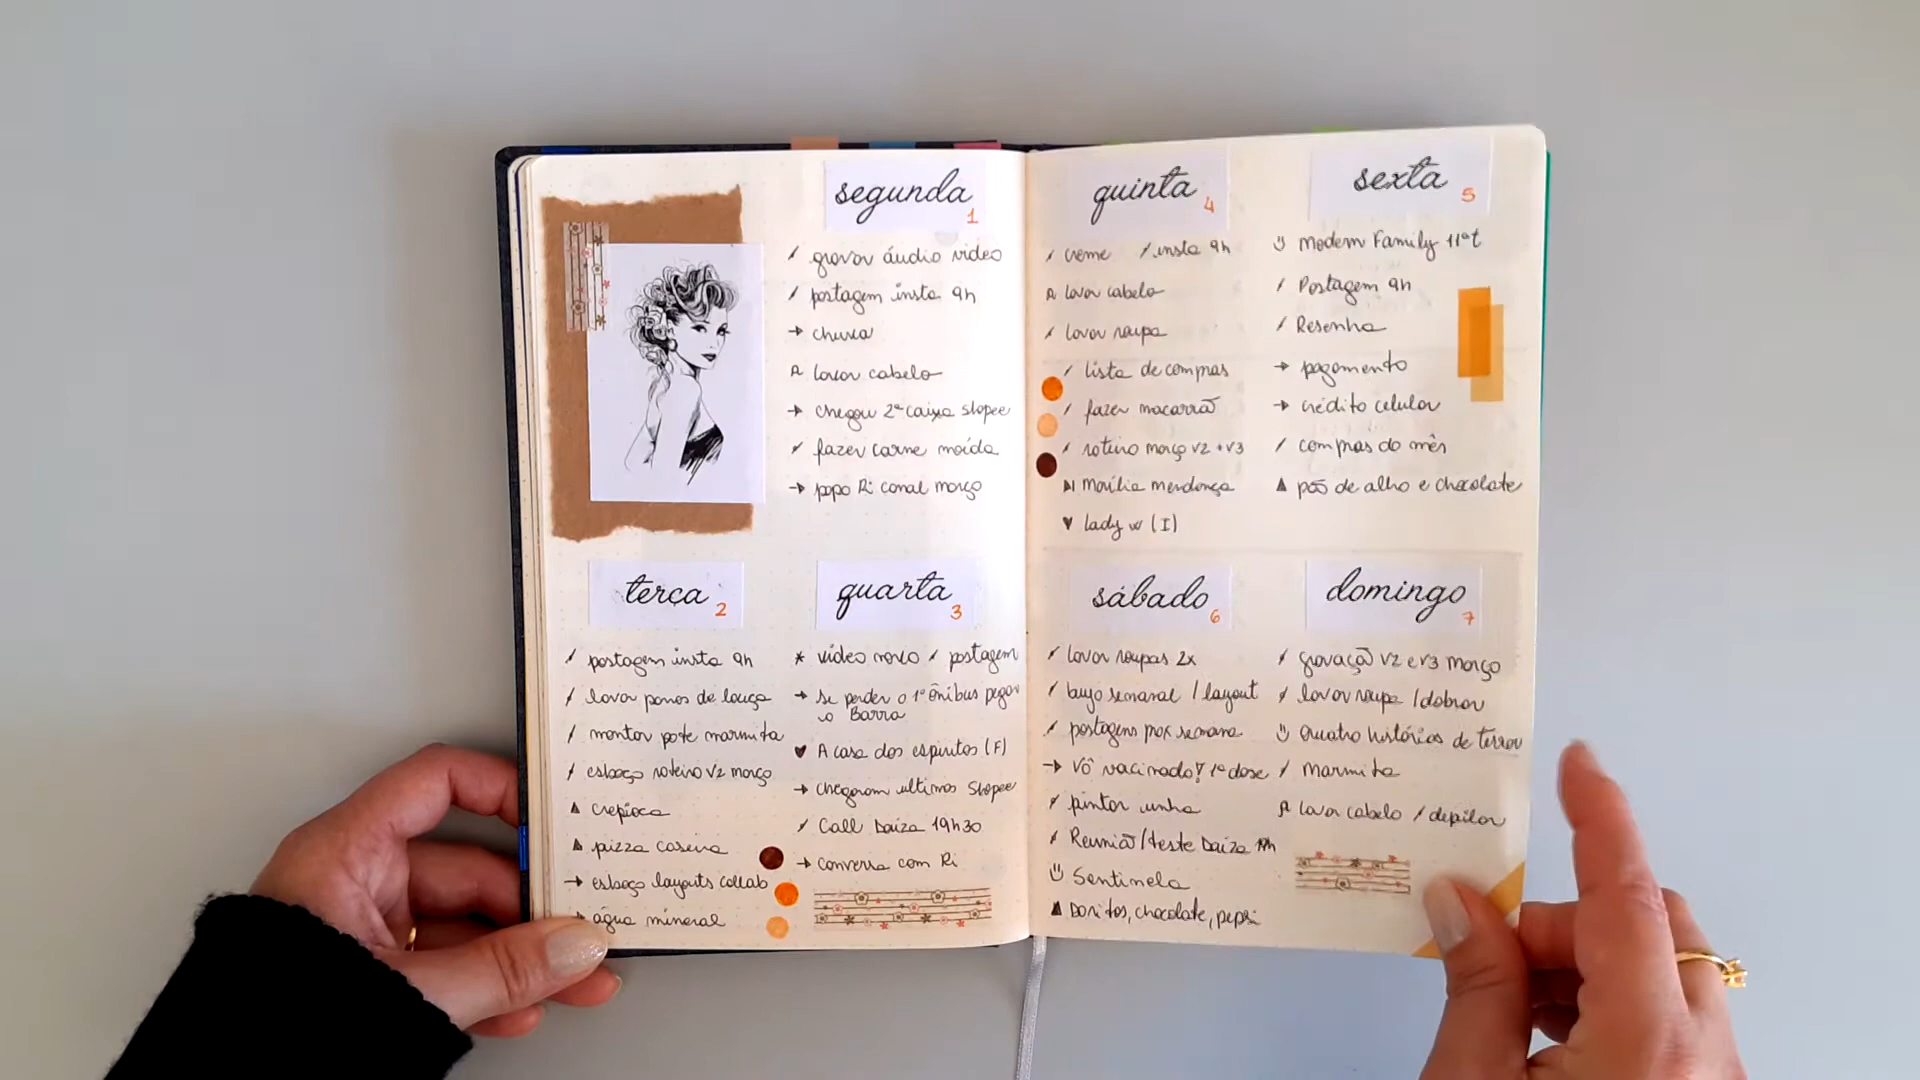 segunda
1
gravar áudio video
postagem insta 9h
chuva
lavar cabelo
chegou 2ª caixa Shopee
fazer carne moída
papo Ri canal março
terça
2
postagem insta 9h
lavar panos de louça
montar pote marmita
esboço roteiro v2 março
crepioca
pizza caseira
esboço layouts collab
água mineral
quarta
3
* video novo / postagem
se perder o 1º ônibus pegar
o Barra
A casa dos espiritos (F)
chegaram ultimos Shopee
Call Daiza 19h30
conversa com Ri
quinta
4
creme / insta 9h
lavar cabelo
lavar roupa
lista de compras
fazer macarrão
roteiro março v2 + v3
Marília Mendonça
lady w (I)
sexta
5
Modern Family 11ªt
Postagem 9h
Resenha
pagamento
crédito celular
compras do mês
pão de alho e chocolate
sábado
6
lavar roupas 2x
bujo semanal / layout
postagens prox semana
Vô vacinado! 1ª dose
pintar unha
Reunião/teste Daiza
Sentinela
Doritos, chocolate, pepsi
domingo
7
gravação v2 e v3 março
lavar roupa / dobrar
Quatro histórias de terror
Marmita
lavar cabelo / depilar